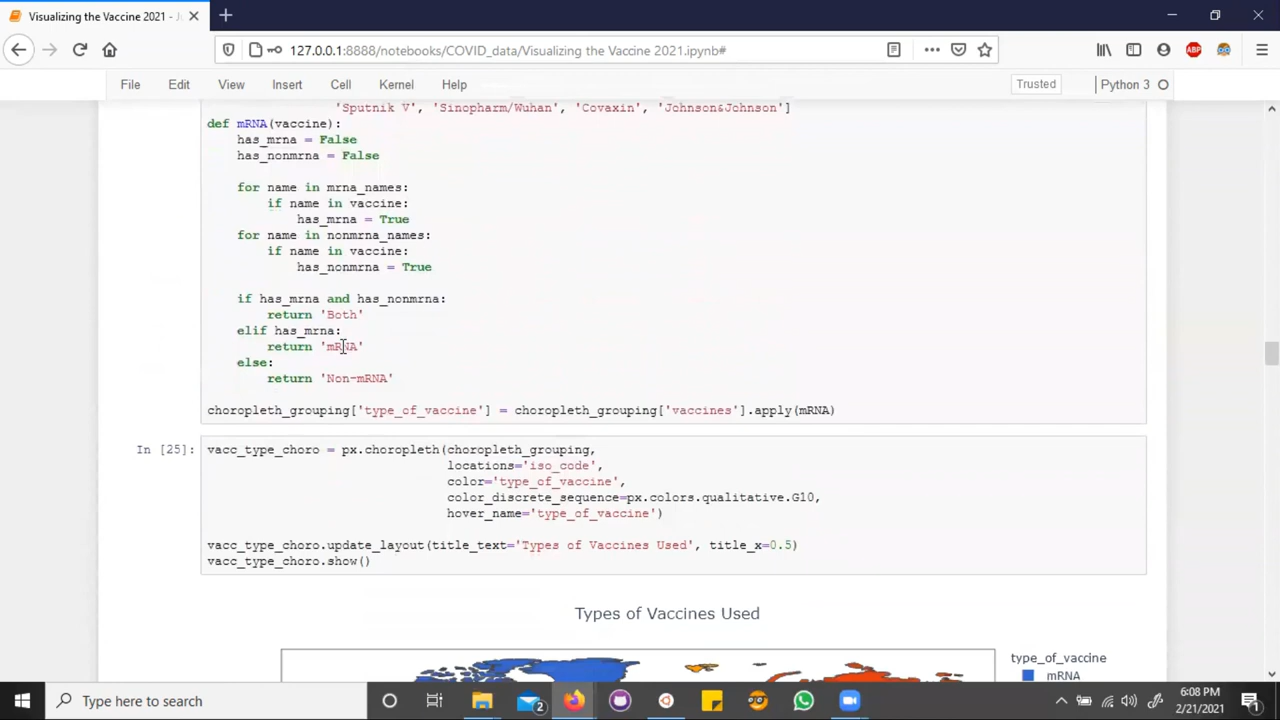 Visualizing the Vaccine 2021 - J
127.0.0.1:8888/notebooks/COVID_data/Visualizing the Vaccine 2021.ipynb#
ABP
File Edit View Insert Cell Kernel Help
Trusted
Python 3
'Sputnik V', 'Sinopharm/Wuhan', 'Covaxin', 'Johnson&Johnson']
def mRNA(vaccine):
has_mrna = False
has_nonmrna = False
for name in mrna_names:
if name in vaccine:
has_mrna = True
for name in nonmrna_names:
if name in vaccine:
has_nonmrna = True
if has_mrna and has_nonmrna:
return 'Both'
elif has_mrna:
return 'mRNA'
else:
return 'Non-mRNA'
choropleth_grouping['type_of_vaccine'] = choropleth_grouping['vaccines'].apply(mRNA)
In [25]:
vacc_type_choro = px.choropleth(choropleth_grouping,
locations='iso_code',
color='type_of_vaccine',
color_discrete_sequence=px.colors.qualitative.G10,
hover_name='type_of_vaccine')
vacc_type_choro.update_layout(title_text='Types of Vaccines Used', title_x=0.5)
vacc_type_choro.show()
Types of Vaccines Used
type_of_vaccine
mRNA
Type here to search
2
6:08 PM
2/21/2021
1